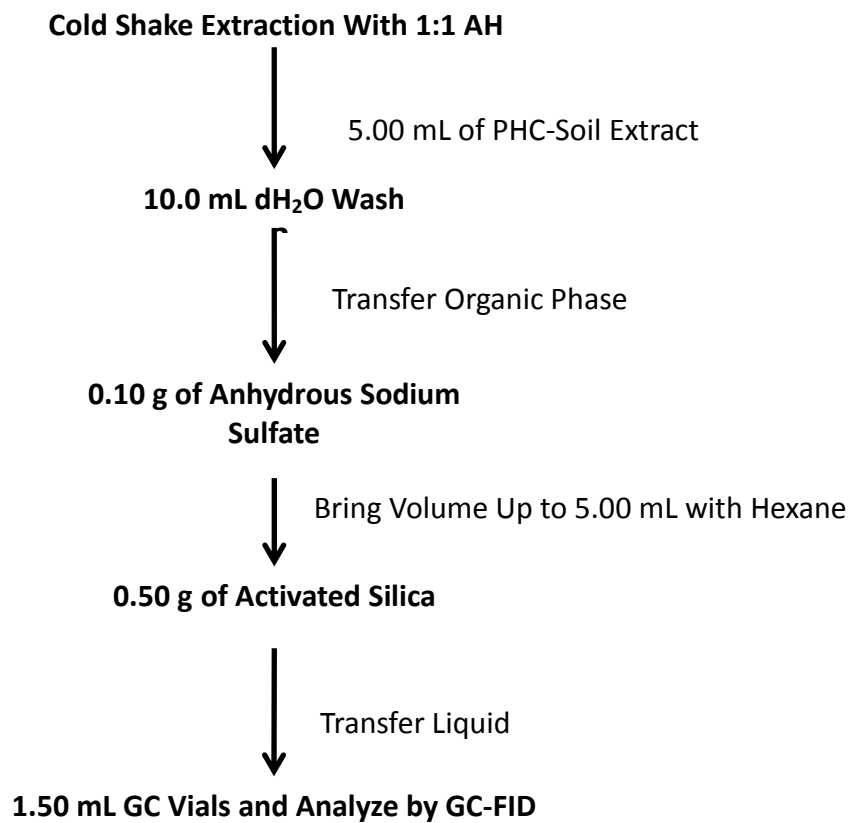 Cold Shake Extraction With 1:1 AH
5.00 mL of PHC-Soil Extract
10.0 mL dH₂O Wash
Transfer Organic Phase
0.10 g of Anhydrous Sodium
Sulfate
Bring Volume Up to 5.00 mL with Hexane
0.50 g of Activated Silica
Transfer Liquid
1.50 mL GC Vials and Analyze by GC-FID